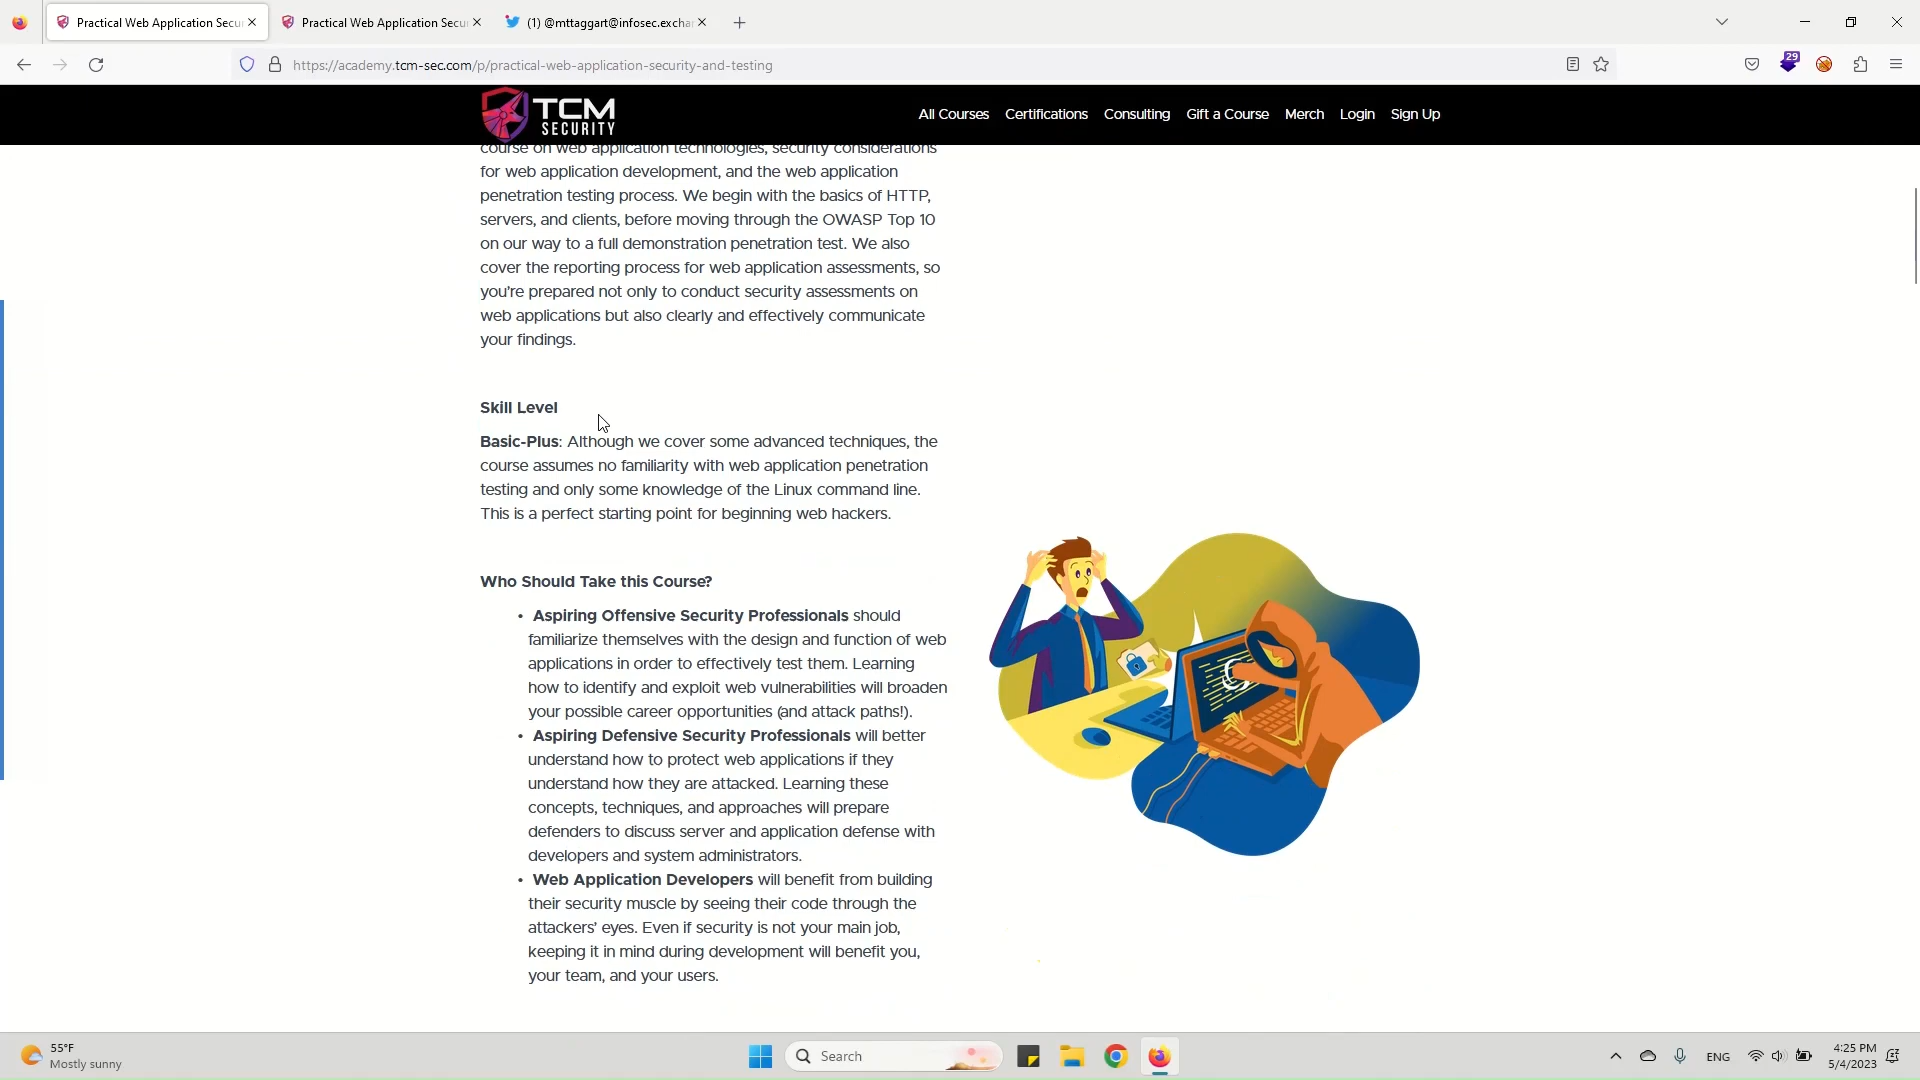 Practical Web Application Secur
Practical Web Application Secu
(1) @mttaggart@infosec.excha
https://academy.tcm-sec.com/p/practical-web-application-security-and-testing
29
TCM
SECURITY
All Courses
Certifications
Consulting
Gift a Course
Merch
Login
Sign Up
course on web application technologies, security considerations
for web application development, and the web application
penetration testing process. We begin with the basics of HTTP,
servers, and clients, before moving through the OWASP Top 10
on our way to a full demonstration penetration test. We also
cover the reporting process for web application assessments, so
you're prepared not only to conduct security assessments on
web applications but also clearly and effectively communicate
your findings.
Skill Level
Basic-Plus: Although we cover some advanced techniques, the
course assumes no familiarity with web application penetration
testing and only some knowledge of the Linux command line.
This is a perfect starting point for beginning web hackers.
Who Should Take this Course?
• Aspiring Offensive Security Professionals should
familiarize themselves with the design and function of web
applications in order to effectively test them. Learning
how to identify and exploit web vulnerabilities will broaden
your possible career opportunities (and attack paths!).
• Aspiring Defensive Security Professionals will better
understand how to protect web applications if they
understand how they are attacked. Learning these
concepts, techniques, and approaches will prepare
defenders to discuss server and application defense with
developers and system administrators.
• Web Application Developers will benefit from building
their security muscle by seeing their code through the
attackers' eyes. Even if security is not your main job,
keeping it in mind during development will benefit you,
your team, and your users.
55°F
Mostly sunny
Search
ENG
4:25 PM
5/4/2023